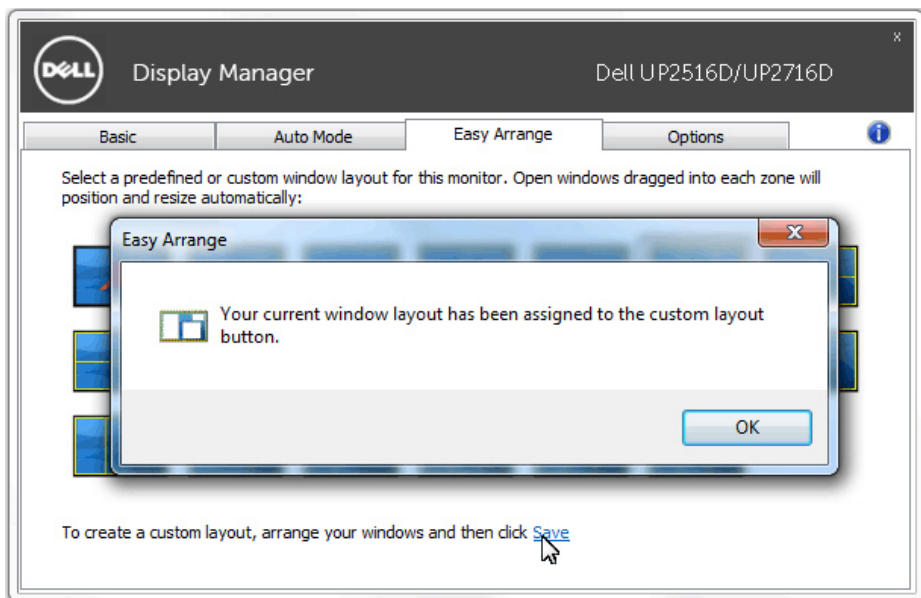 DELL
Display Manager
Dell UP2516D/UP2716D
x
Basic
Auto Mode
Easy Arrange
Options
i
Select a predefined or custom window layout for this monitor. Open windows dragged into each zone will
position and resize automatically:
Easy Arrange
x
Your current window layout has been assigned to the custom layout
button.
OK
To create a custom layout, arrange your windows and then click Save